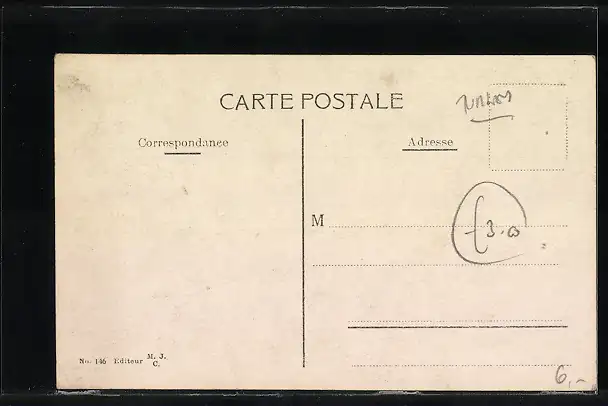 CARTE POSTALE
Correspondance
Adresse
M
£3.00
No. 146 Editeur M. J. C.
6,-